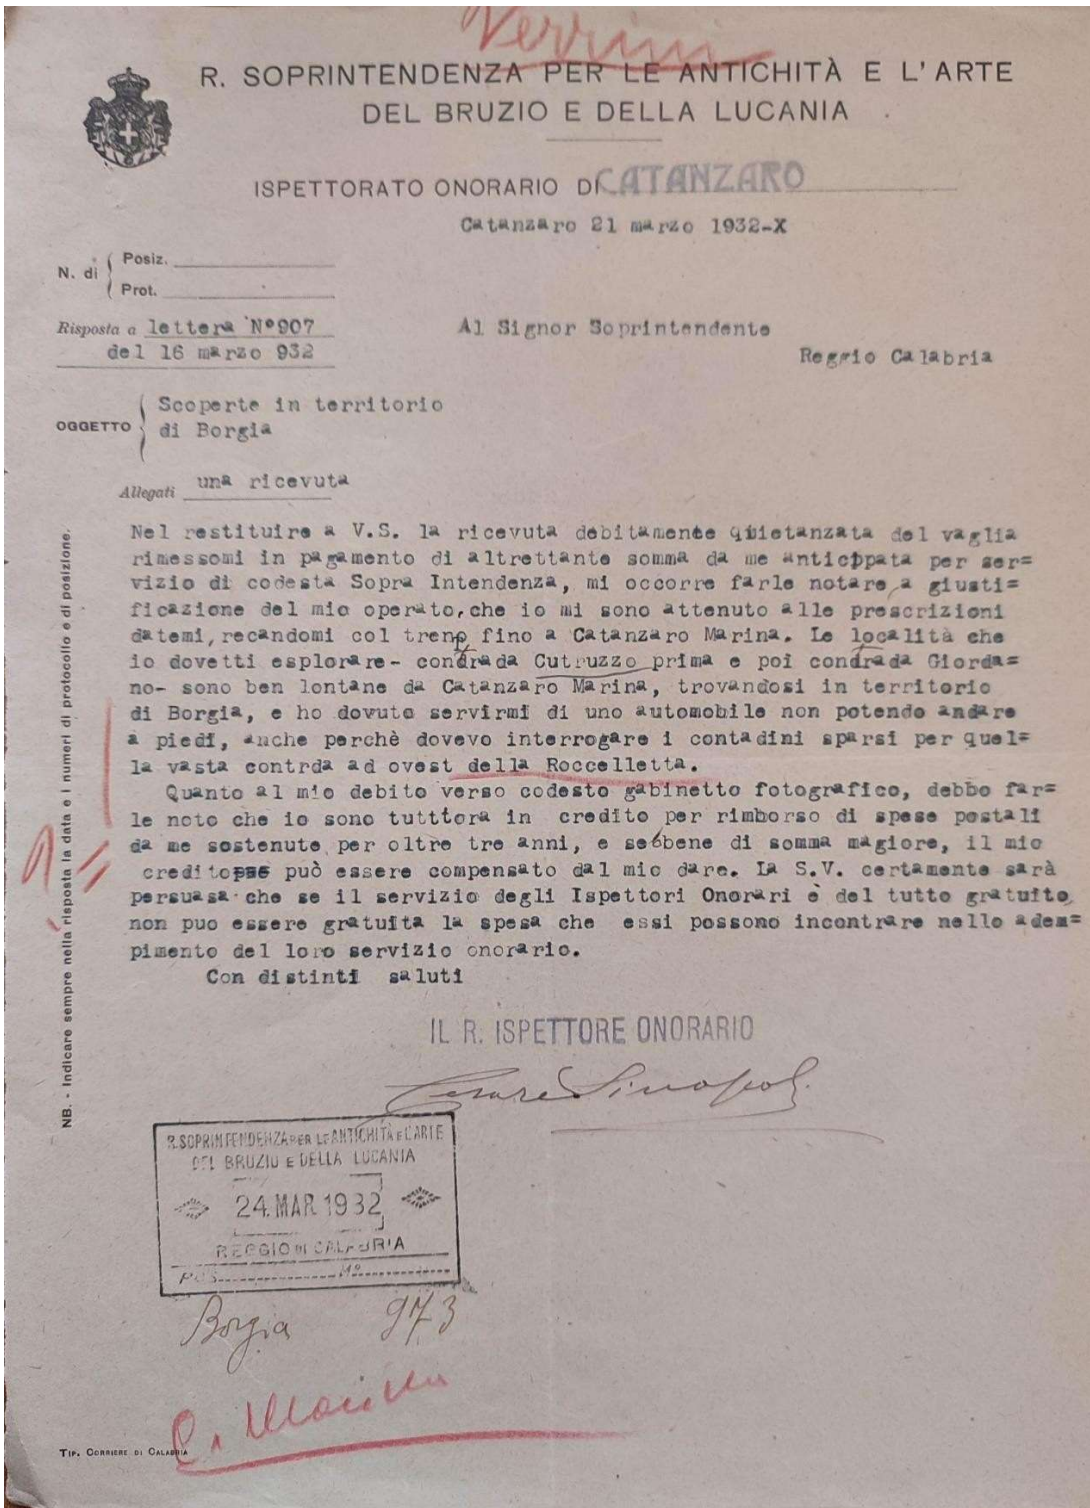 R. SOPRINTENDENZA PER LE ANTICHITÀ E L'ARTE
DEL BRUZIO E DELLA LUCANIA
ISPETTORATO ONORARIO DI CATANZARO
Catanzaro 21 marzo 1932-X
N. di
Posiz.
Prot.
Risposta a lettera N°907
del 16 marzo 932
Al Signor Soprintendente
Reggio Calabria
OGGETTO
Scoperte in territorio
di Borgia
Allegati una ricevuta
Nel restituire a V.S. la ricevuta debitamente quietanzata del vaglia
rimessomi in pagamento di altrettante somma da me anticippata per ser=
vizio di codesta Sopra Intendenza, mi occorre farle notare, a giusti=
ficazione del mio operato, che io mi sono attenuto alle prescrizioni
datemi, recandomi col treno fino a Catanzaro Marina. Le località che
io dovetti esplorare- contrada Cutruzzo prima e poi contrada Giorda=
no- sono ben lontane da Catanzaro Marina, trovandosi in territorio
di Borgia, e ho dovuto servirmi di uno automobile non potendo andare
a piedi, anche perchè dovevo interrogare i contadini sparsi per quel=
la vasta contrda ad ovest della Roccelletta.
Quanto al mio debito verso codesto gabinetto fotografico, debbo far=
le noto che io sono tutttora in credito per rimborso di spese postali
da me sostenute per oltre tre anni, e sebbene di somma magiore, il mio
credito può essere compensato dal mio dare. La S.V. certamente sarà
persuasa che se il servizio degli Ispettori Onorari è del tutto gratuito,
non puo essere gratuita la spesa che essi possono incontrare nello adem=
pimento del loro servizio onorario.
Con distinti saluti
IL R. ISPETTORE ONORARIO
Cesare Sinopoli
R. SOPRINTENDENZA PER LE ANTICHITÀ E L'ARTE
DEL BRUZIO E DELLA LUCANIA
24. MAR. 1932
REGGIO DI CALABRIA
POS. N°
Borgia 973
TIP. CORRIERE DI CALABRIA
NB. - Indicare sempre nella risposta la data e i numeri di protocollo e di posizione.